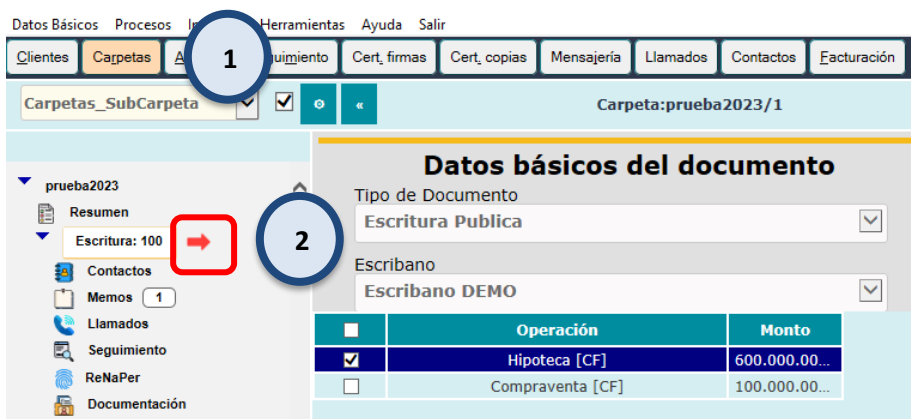 Datos Básicos Procesos Herramientas Ayuda Salir
Clientes Carpetas Cert. firmas Cert. copias Mensajería Llamados Contactos Facturación
1
Carpetas_SubCarpeta « Carpeta:prueba2023/1
Datos básicos del documento
prueba2023
Tipo de Documento
Resumen
Escritura Publica
Escritura: 100
2
Escribano
Contactos
Escribano DEMO
Memos 1
Llamados
Operación Monto
Seguimiento
Hipoteca [CF] 600.000.00...
ReNaPer
Compraventa [CF] 100.000.00...
Documentación